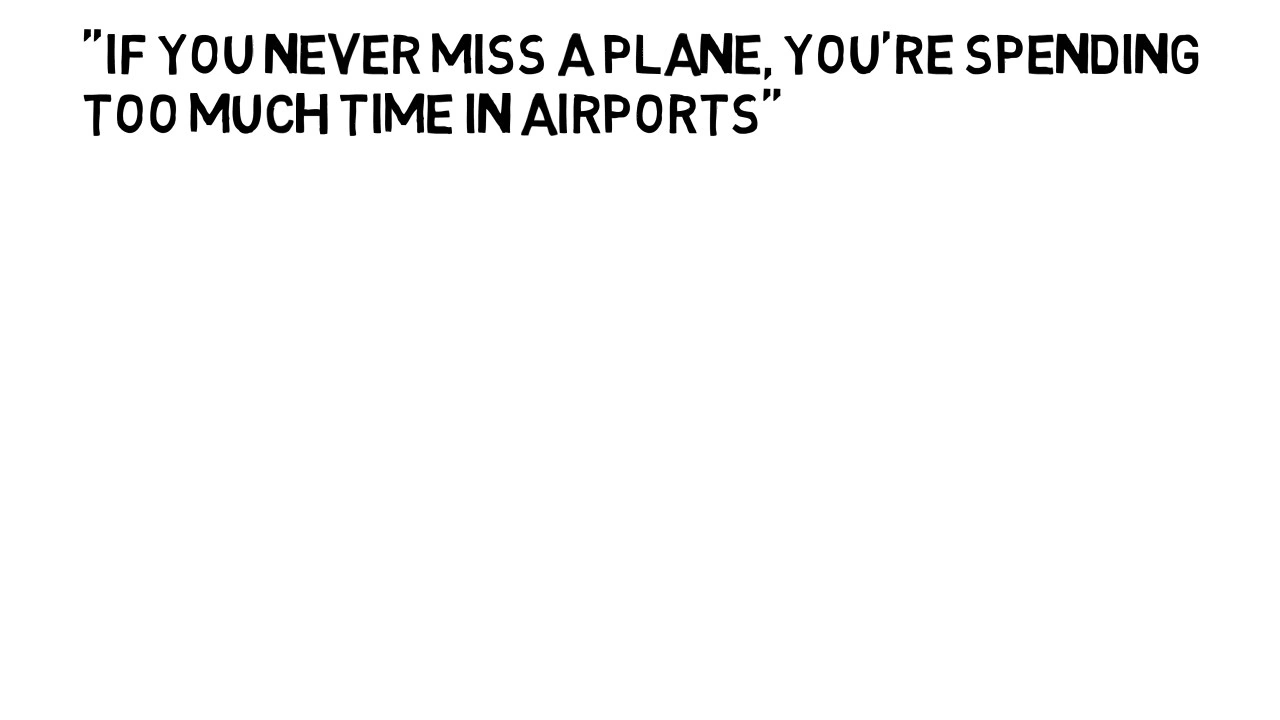 "IF YOU NEVER MISS A PLANE, YOU'RE SPENDING
TOO MUCH TIME IN AIRPORTS"